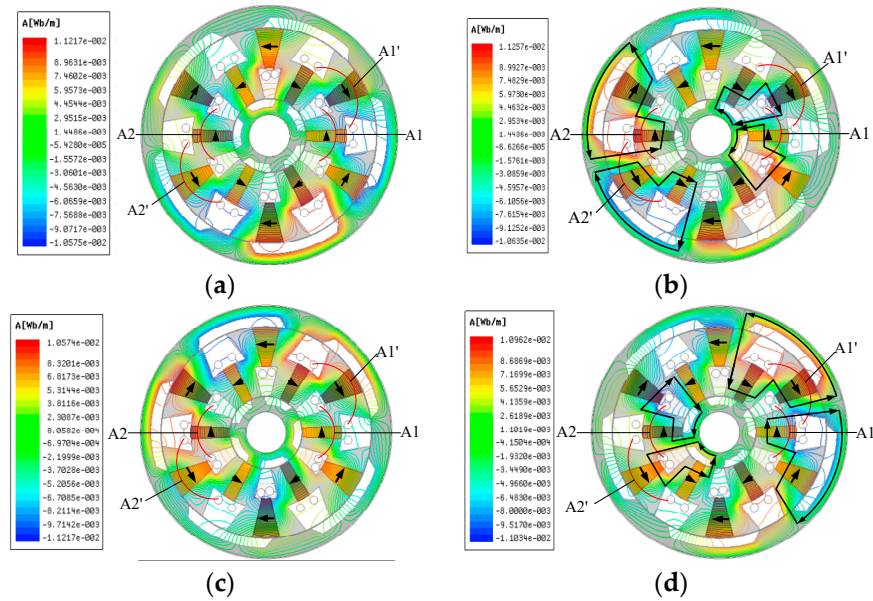 A[Wb/m]
1.1217e-002
8.9631e-003
7.4602e-003
5.9573e-003
4.4544e-003
2.9515e-003
1.4486e-003
-5.4280e-005
-1.5572e-003
-3.0601e-003
-4.5630e-003
-6.0659e-003
-7.5688e-003
-9.0717e-003
-1.0575e-002
A1'
A2
A1
A2'
(a)
A[Wb/m]
1.1257e-002
8.9927e-003
7.4829e-003
5.9730e-003
4.4632e-003
2.9534e-003
1.4436e-003
-6.6266e-005
-1.5761e-003
-3.0859e-003
-4.5957e-003
-6.1056e-003
-7.6154e-003
-9.1252e-003
-1.0635e-002
A1'
A2
A1
A2'
(b)
A[Wb/m]
1.0574e-002
8.3201e-003
6.8173e-003
5.3144e-003
3.8116e-003
2.3087e-003
8.0582e-004
-6.9704e-004
-2.1999e-003
-3.7028e-003
-5.2056e-003
-6.7085e-003
-8.2114e-003
-9.7142e-003
-1.1217e-002
A1'
A2
A1
A2'
(c)
A[Wb/m]
1.0962e-002
8.6869e-003
7.1699e-003
5.6529e-003
4.1359e-003
2.6189e-003
1.1019e-003
-4.1504e-004
-1.9320e-003
-3.4490e-003
-4.9660e-003
-6.4830e-003
-8.0000e-003
-9.5170e-003
-1.1034e-002
A1'
A2
A1
A2'
(d)